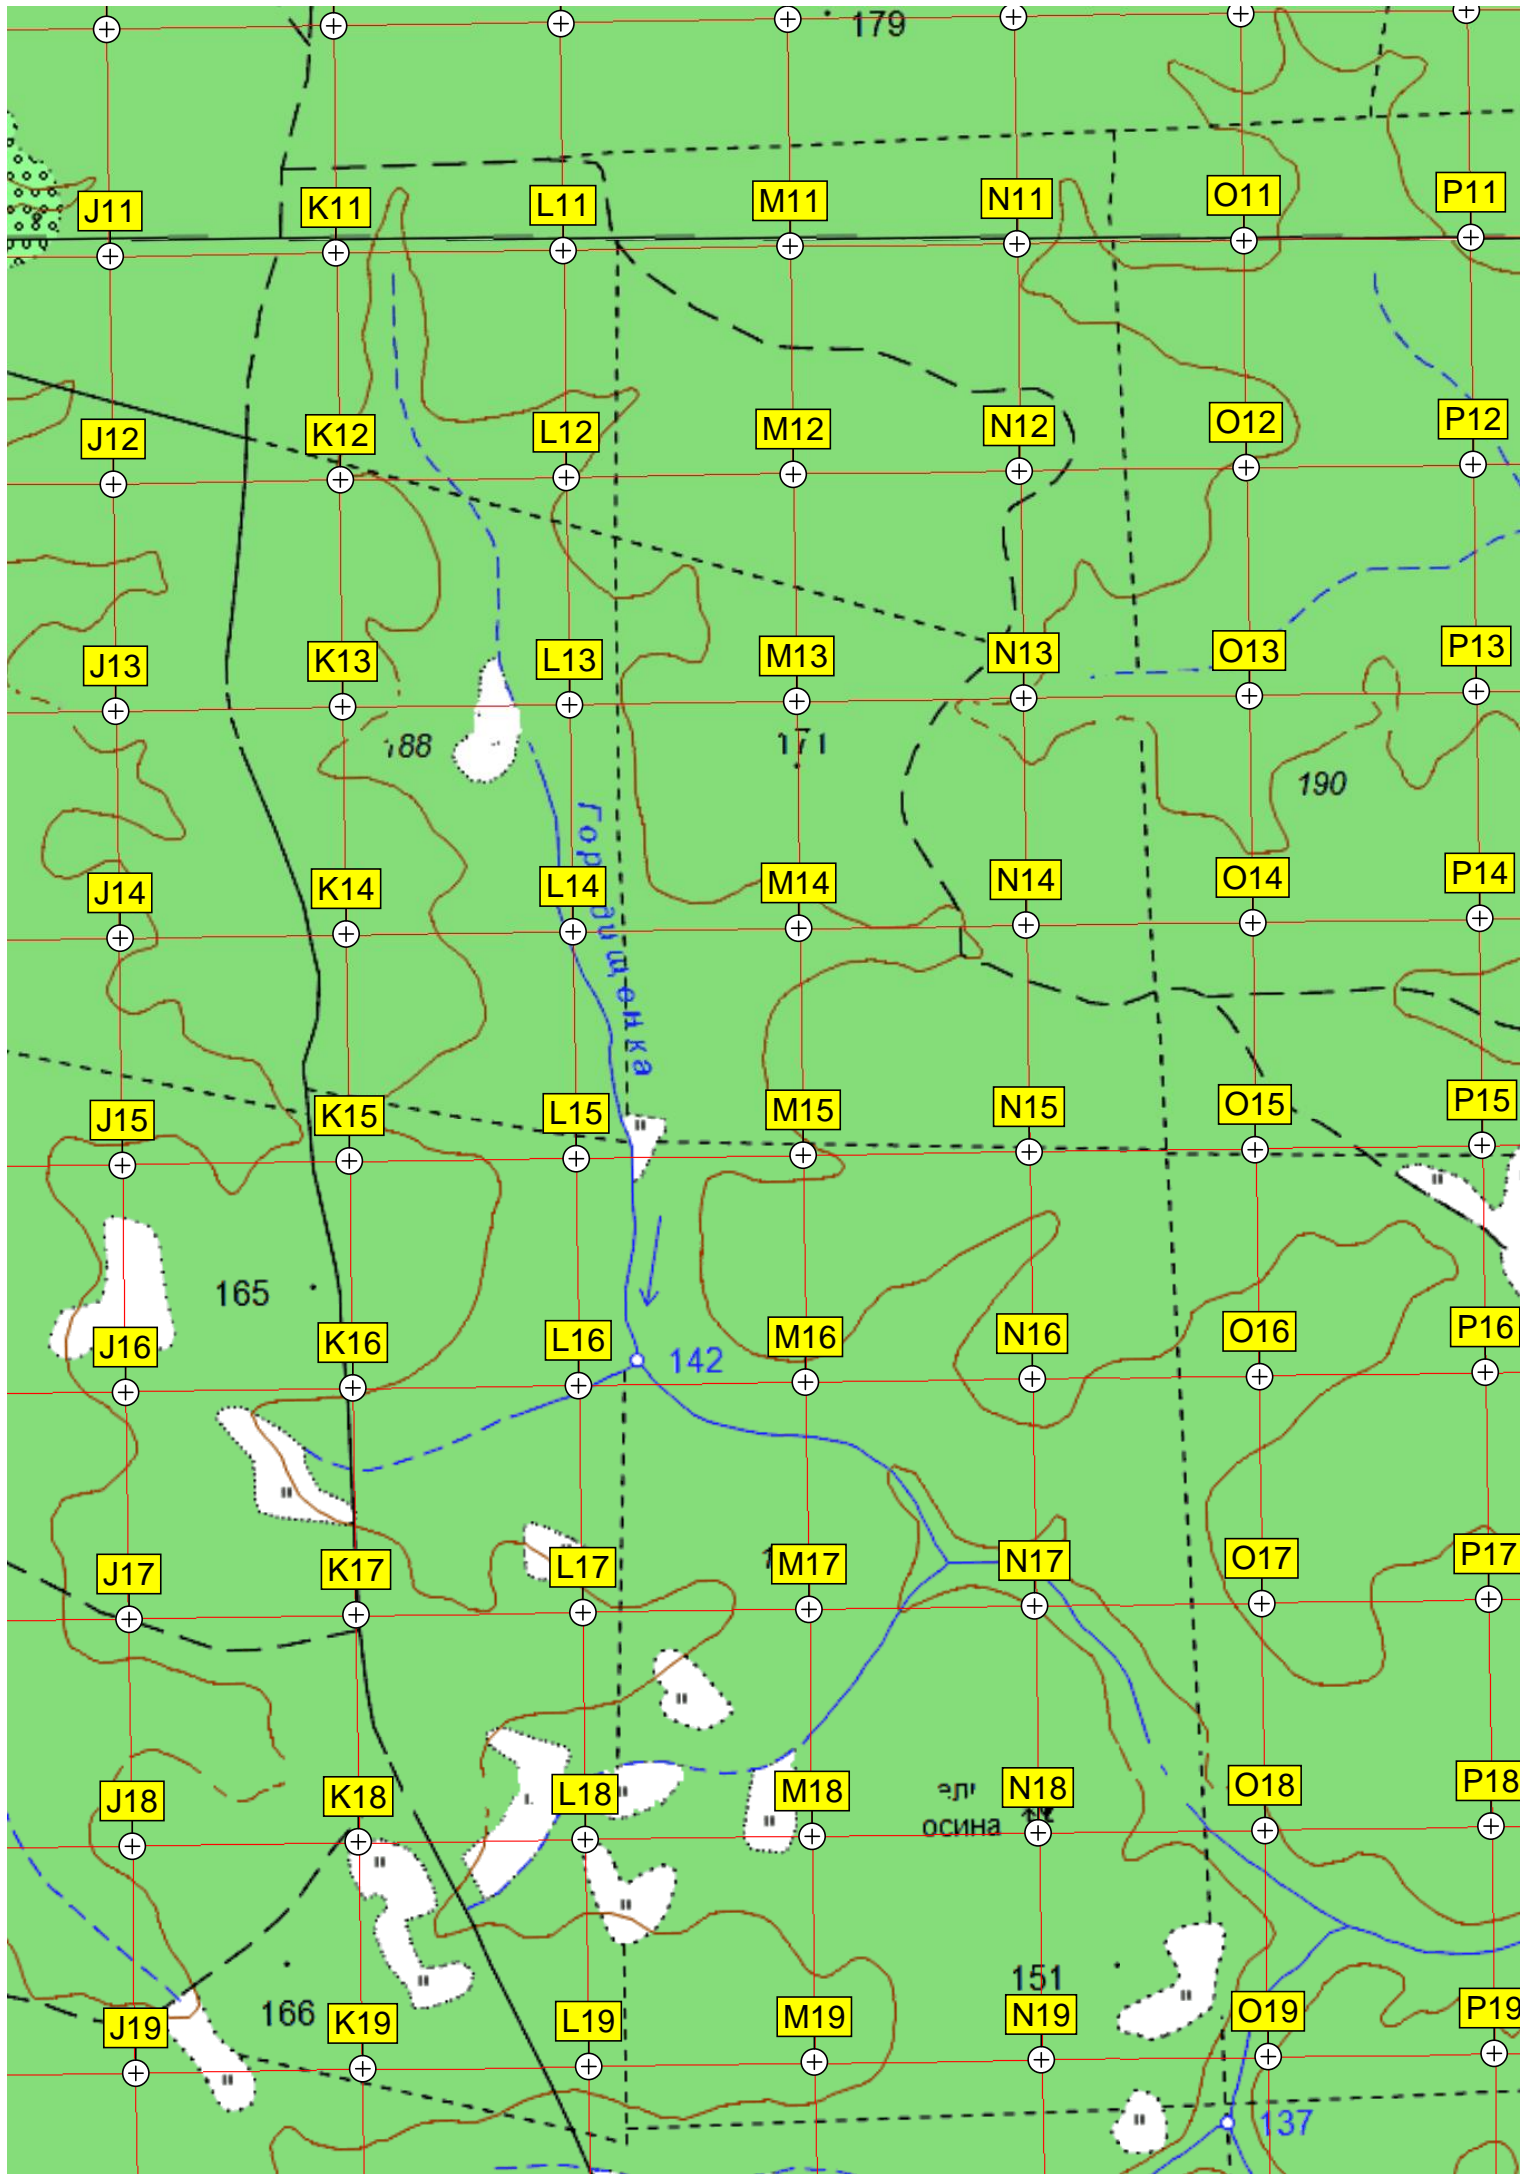 179
J11 K11 L11 M11 N11 O11 P11
J12 K12 L12 M12 N12 O12 P12
J13 K13 L13 M13 N13 O13 P13
188 171 190
J14 K14 L14 M14 N14 O14 P14
J15 K15 L15 M15 N15 O15 P15
165
J16 K16 L16 M16 N16 O16 P16
142
J17 K17 L17 M17 N17 O17 P17
J18 K18 L18 M18 N18 O18 P18
осина
151
166
J19 K19 L19 M19 N19 O19 P19
137